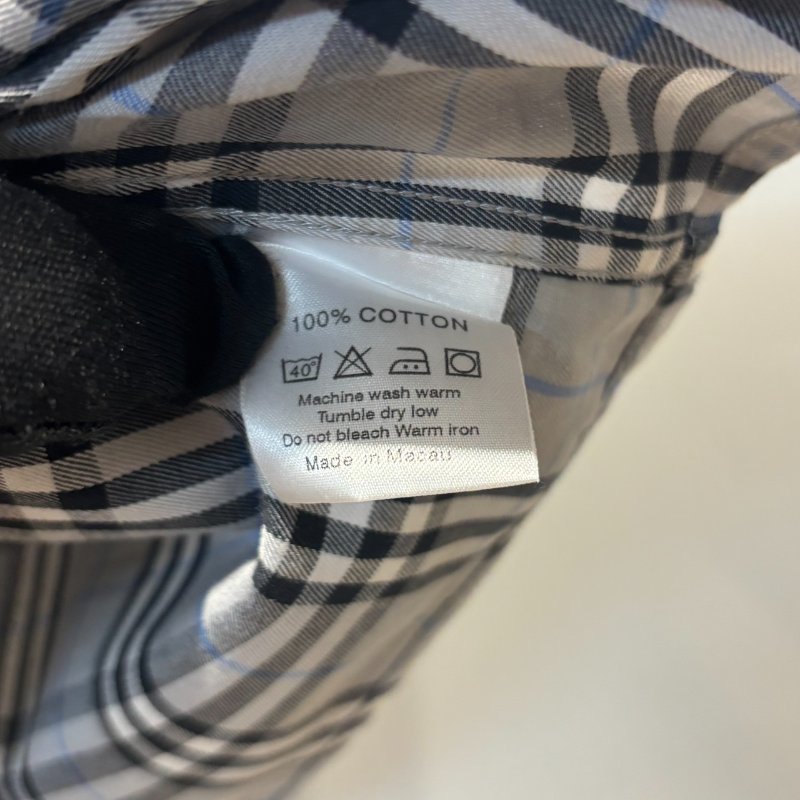 100% COTTON
40°
Machine wash warm
Tumble dry low
Do not bleach Warm iron
Made in Macau